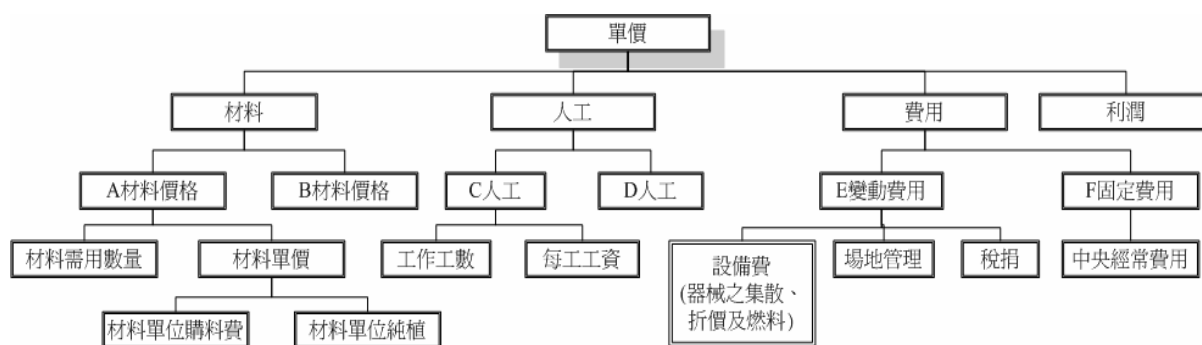 單價
材料
人工
費用
利潤
A材料價格
B材料價格
C人工
D人工
E變動費用
F固定費用
材料需用數量
材料單價
工作工數
每工工資
設備費
(器械之集散、
折價及燃料)
場地管理
稅捐
中央經常費用
材料單位購料費
材料單位純植